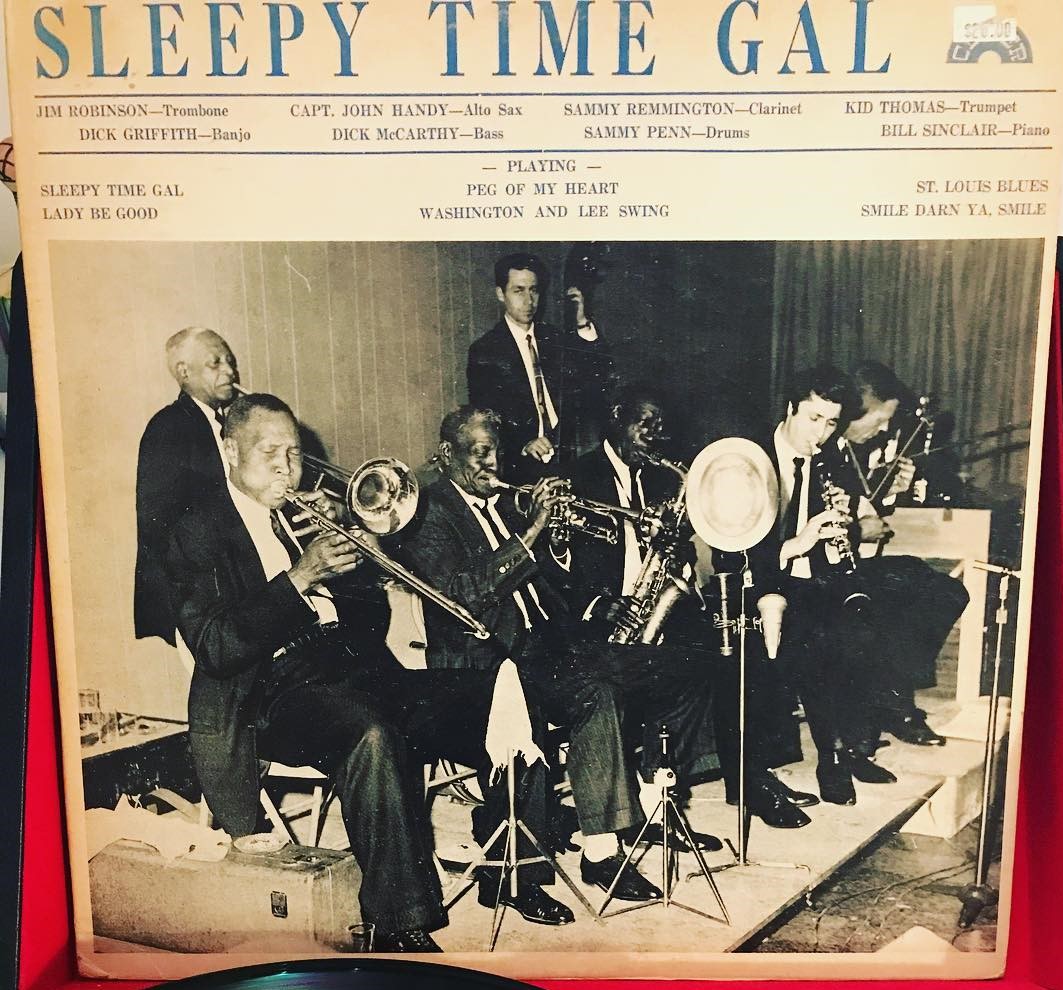 SLEEPY TIME GAL
$20.00
JIM ROBINSON—Trombone CAPT. JOHN HANDY—Alto Sax SAMMY REMMINGTON—Clarinet KID THOMAS—Trumpet
DICK GRIFFITH—Banjo DICK McCARTHY—Bass SAMMY PENN—Drums BILL SINCLAIR—Piano
— PLAYING —
SLEEPY TIME GAL PEG OF MY HEART ST. LOUIS BLUES
LADY BE GOOD WASHINGTON AND LEE SWING SMILE DARN YA, SMILE